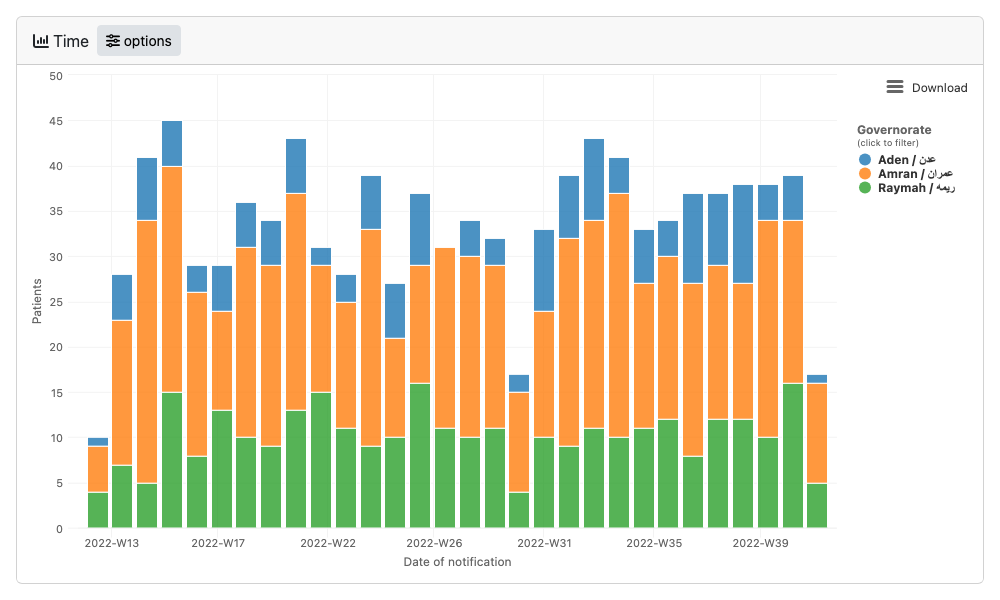 Time options
Download
50
45
40
35
30
25
20
15
10
5
0
Patients
2022-W13 2022-W17 2022-W22 2022-W26 2022-W31 2022-W35 2022-W39
Date of notification
Governorate
(click to filter)
Aden / عدن
Amran / عمران
Raymah / ريمه